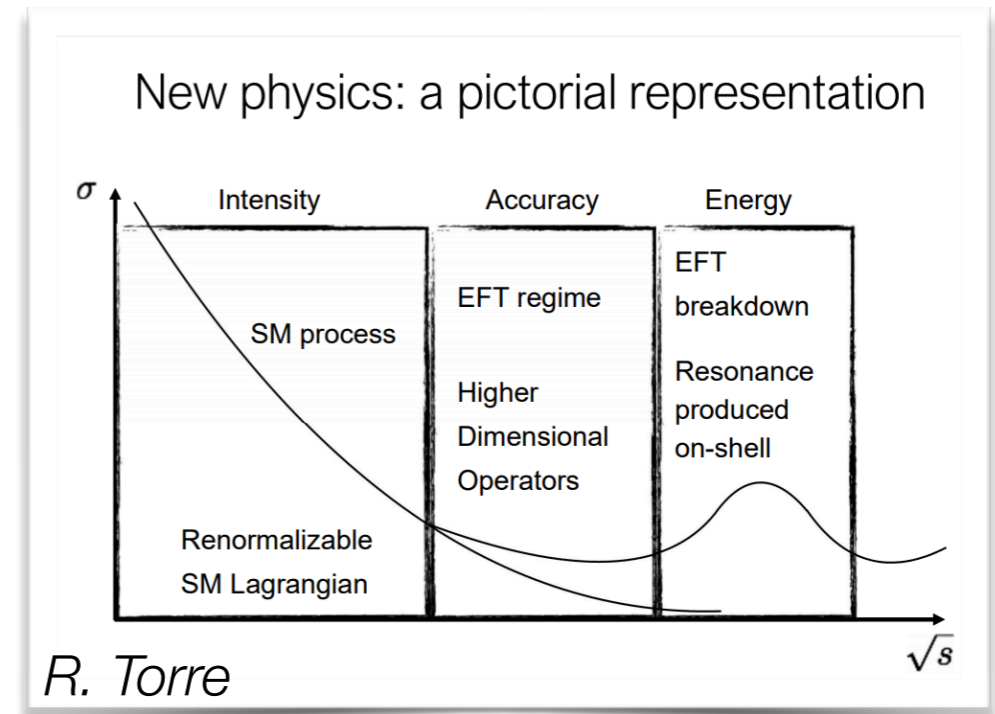 New physics: a pictorial representation
σ
Intensity
Accuracy
Energy
SM process
Renormalizable
SM Lagrangian
EFT regime
Higher
Dimensional
Operators
EFT
breakdown
Resonance
produced
on-shell
√s
R. Torre